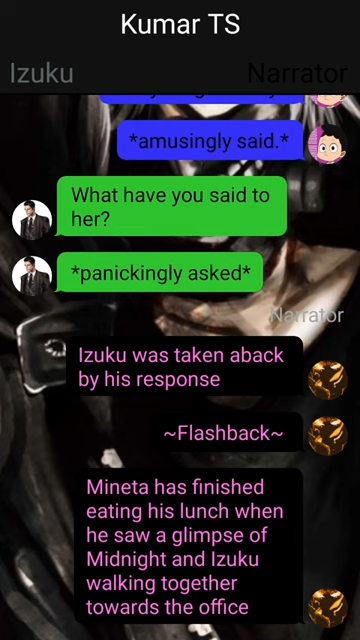 Kumar TS
Izuku
Narrator
*amusingly said.*
What have you said to
her?
*panickingly asked*
Narrator
Izuku was taken aback
by his response
~Flashback~
Mineta has finished
eating his lunch when
he saw a glimpse of
Midnight and Izuku
walking together
towards the office